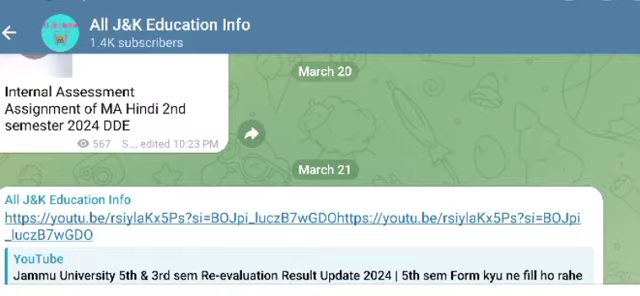 All J&K Education Info
1.4K subscribers
March 20
Internal Assessment
Assignment of MA Hindi 2nd
semester 2024 DDE
567 S..., edited 10:23 PM
March 21
All J&K Education Info
https://youtu.be/rsiylaKx5Ps?si=BOJpi_luczB7wGDOhttps://youtu.be/rsiylaKx5Ps?si=BOJpi
_luczB7wGDO
YouTube
Jammu University 5th & 3rd sem Re-evaluation Result Update 2024 | 5th sem Form kyu ne fill ho rahe